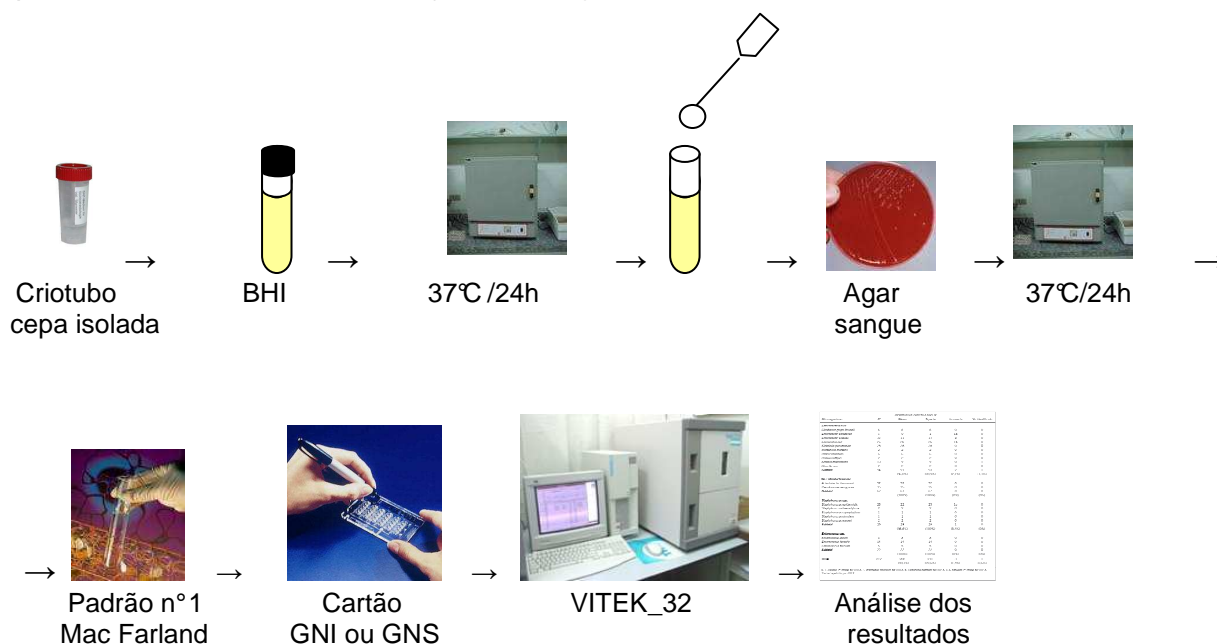 → → → → → →
Criotubo BHI 37°C /24h Agar 37°C/24h
cepa isolada sangue
→ → → →
Padrão n° 1 Cartão VITEK_32 Análise dos
Mac Farland GNI ou GNS resultados